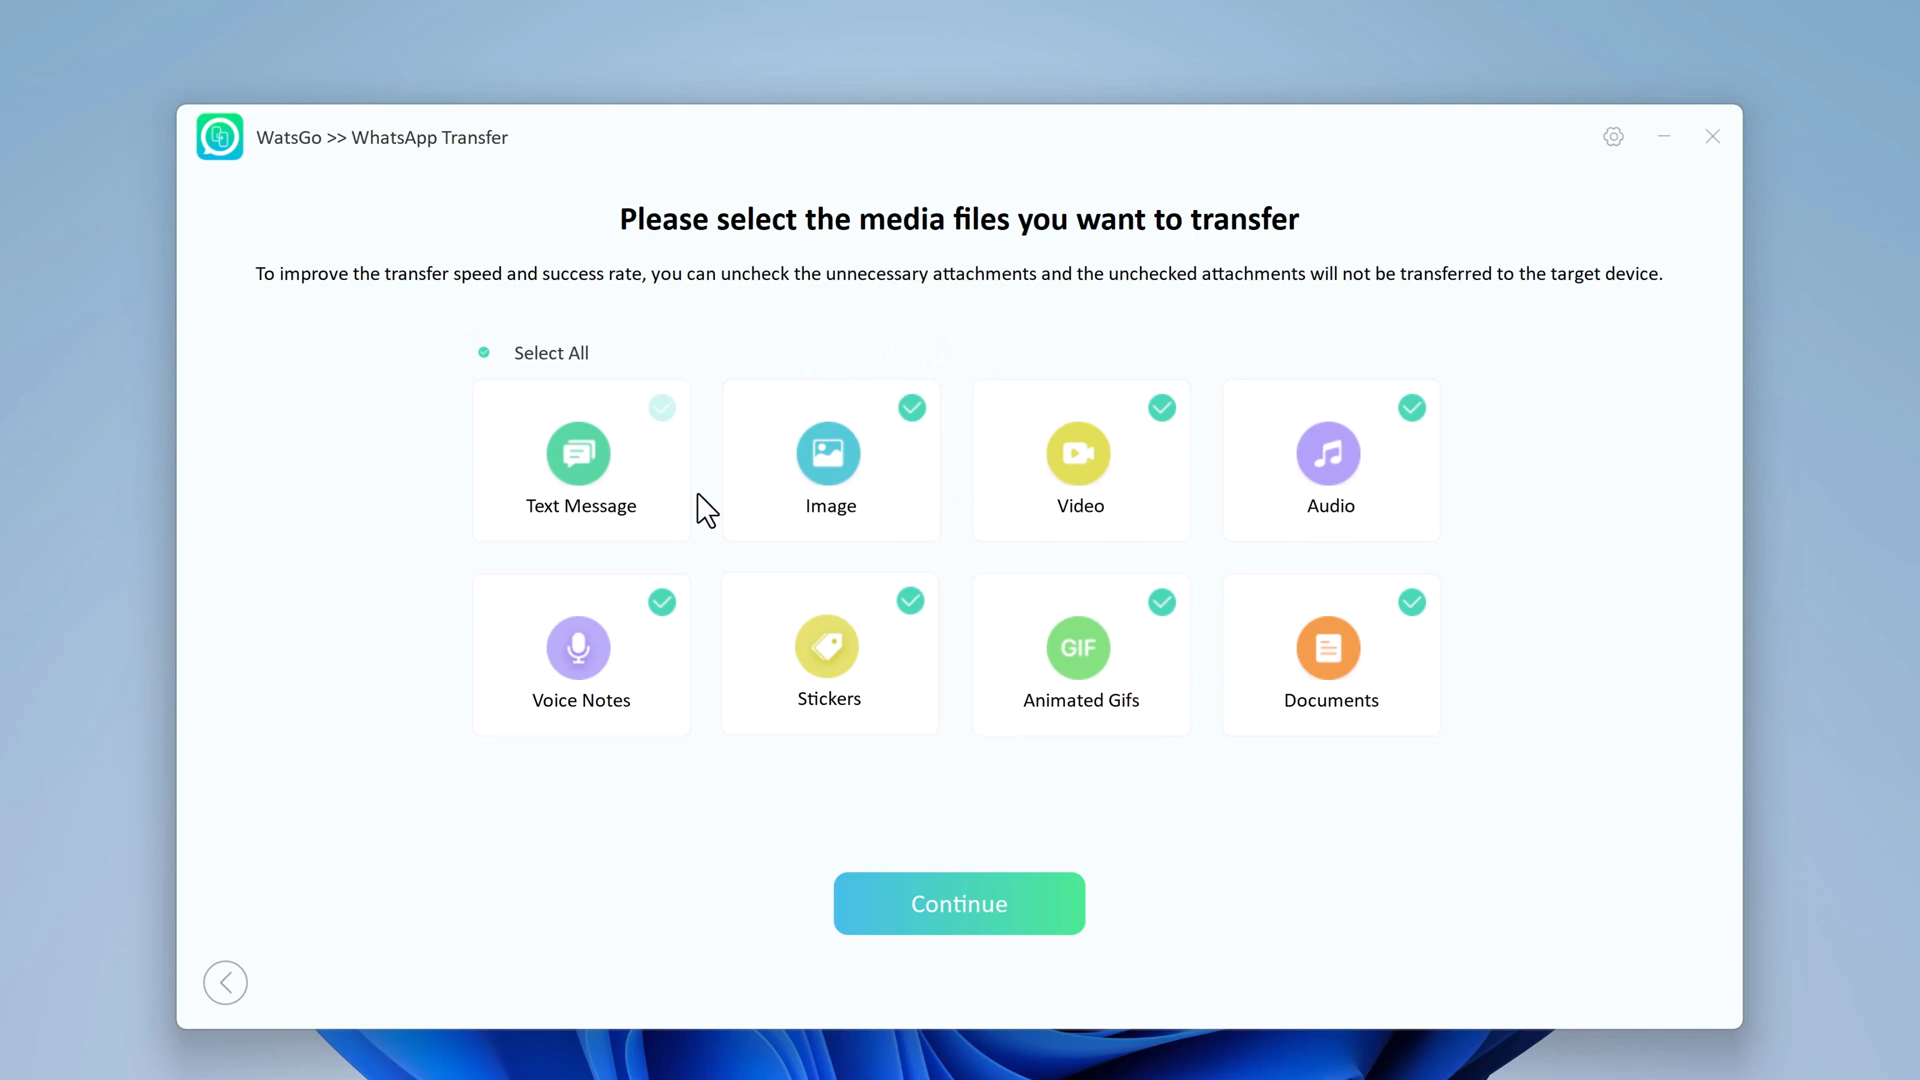 WatsGo >> WhatsApp Transfer
Please select the media files you want to transfer
To improve the transfer speed and success rate, you can uncheck the unnecessary attachments and the unchecked attachments will not be transferred to the target device.
Select All
Text Message
Image
Video
Audio
Voice Notes
Stickers
GIF
Animated Gifs
Documents
Continue